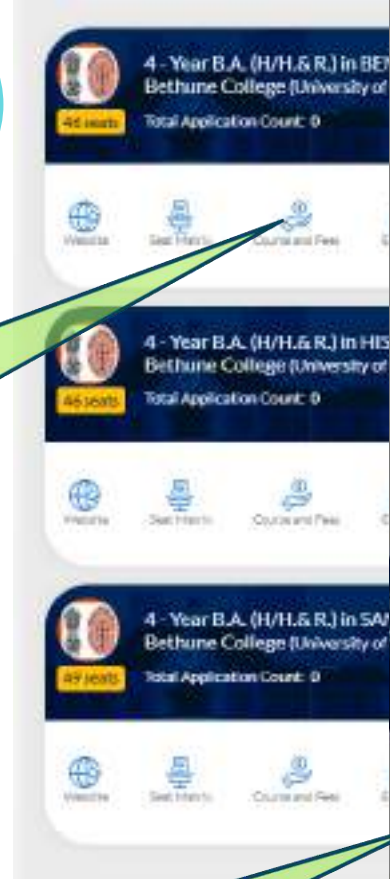 4 - Year B.A. (H/H.& R.) in BEN
Bethune College (University of
46 seats
Total Application Count: 0
Website
Seat Matrix
Course and Fees
4 - Year B.A. (H/H.& R.) in HIS
Bethune College (University of
46 seats
Total Application Count: 0
Website
Seat Matrix
Course and Fees
4 - Year B.A. (H/H.& R.) in SAN
Bethune College (University of
49 seats
Total Application Count: 0
Website
Seat Matrix
Course and Fees